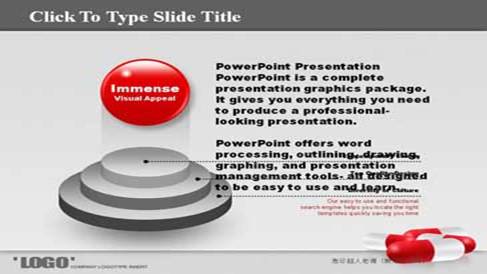 Click To Type Slide Title
Immense
Visual Appeal
PowerPoint Presentation
PowerPoint is a complete
presentation graphics package.
It gives you everything you need
to produce a professional-
looking presentation.
PowerPoint offers word
processing, outlining, drawing,
graphing, and presentation
management tools- all designed
to be easy to use and learn.
Our easy to use and functional
search engine helps you locate the right
templates quickly saving you time
"LOGO" COMPANY LOGOTYPE INSERT